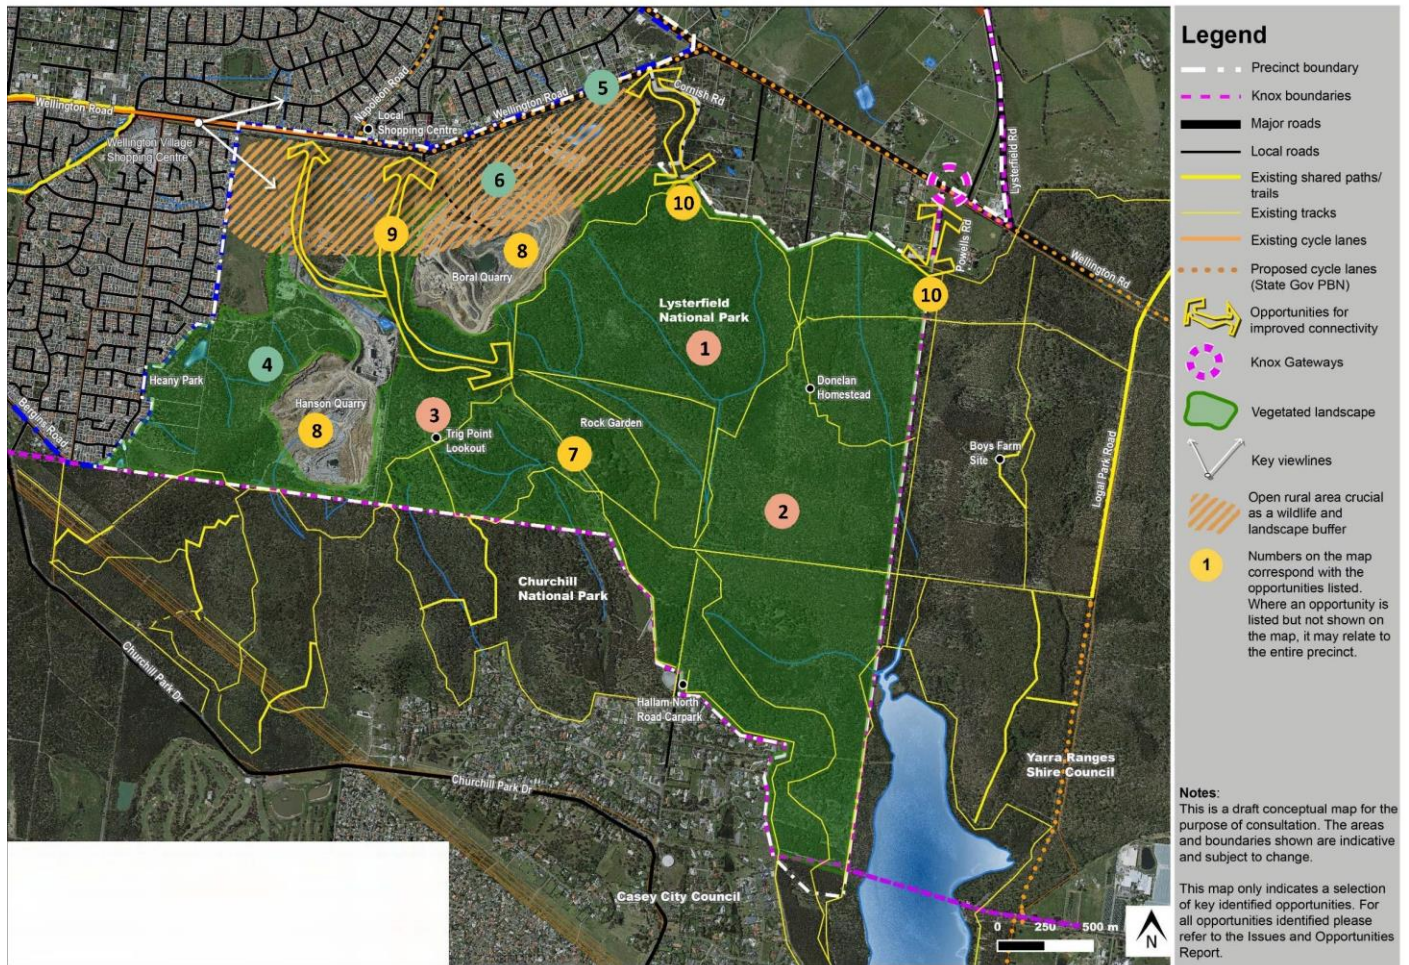 Wellington Road
Napoleon Road
Local
Shopping Centre
Wellington Road
5
Cornish Rd
Wellington Village
Shopping Centre
6
10
9
8
Boral Quarry
Lysterfield Rd
Powells Rd
Wellington Rd
10
Lysterfield
National Park
1
4
Heany Park
Hanson Quarry
8
3
Trig Point
Lookout
Rock Garden
7
Donelan
Homestead
Boys Farm
Site
Logal Park Road
Bergins Road
2
Churchill
National Park
Churchill Park Dr
Hallam North
Road Carpark
Churchill Park Dr
Yarra Ranges
Shire Council
Casey City Council
0 250 500 m
N
Legend
Precinct boundary
Knox boundaries
Major roads
Local roads
Existing shared paths/
trails
Existing tracks
Existing cycle lanes
Proposed cycle lanes
(State Gov PBN)
Opportunities for
improved connectivity
Knox Gateways
Vegetated landscape
Key viewlines
Open rural area crucial
as a wildlife and
landscape buffer
1
Numbers on the map
correspond with the
opportunities listed.
Where an opportunity is
listed but not shown on
the map, it may relate to
the entire precinct.
Notes:
This is a draft conceptual map for the
purpose of consultation. The areas
and boundaries shown are indicative
and subject to change.
This map only indicates a selection
of key identified opportunities. For
all opportunities identified please
refer to the Issues and Opportunities
Report.